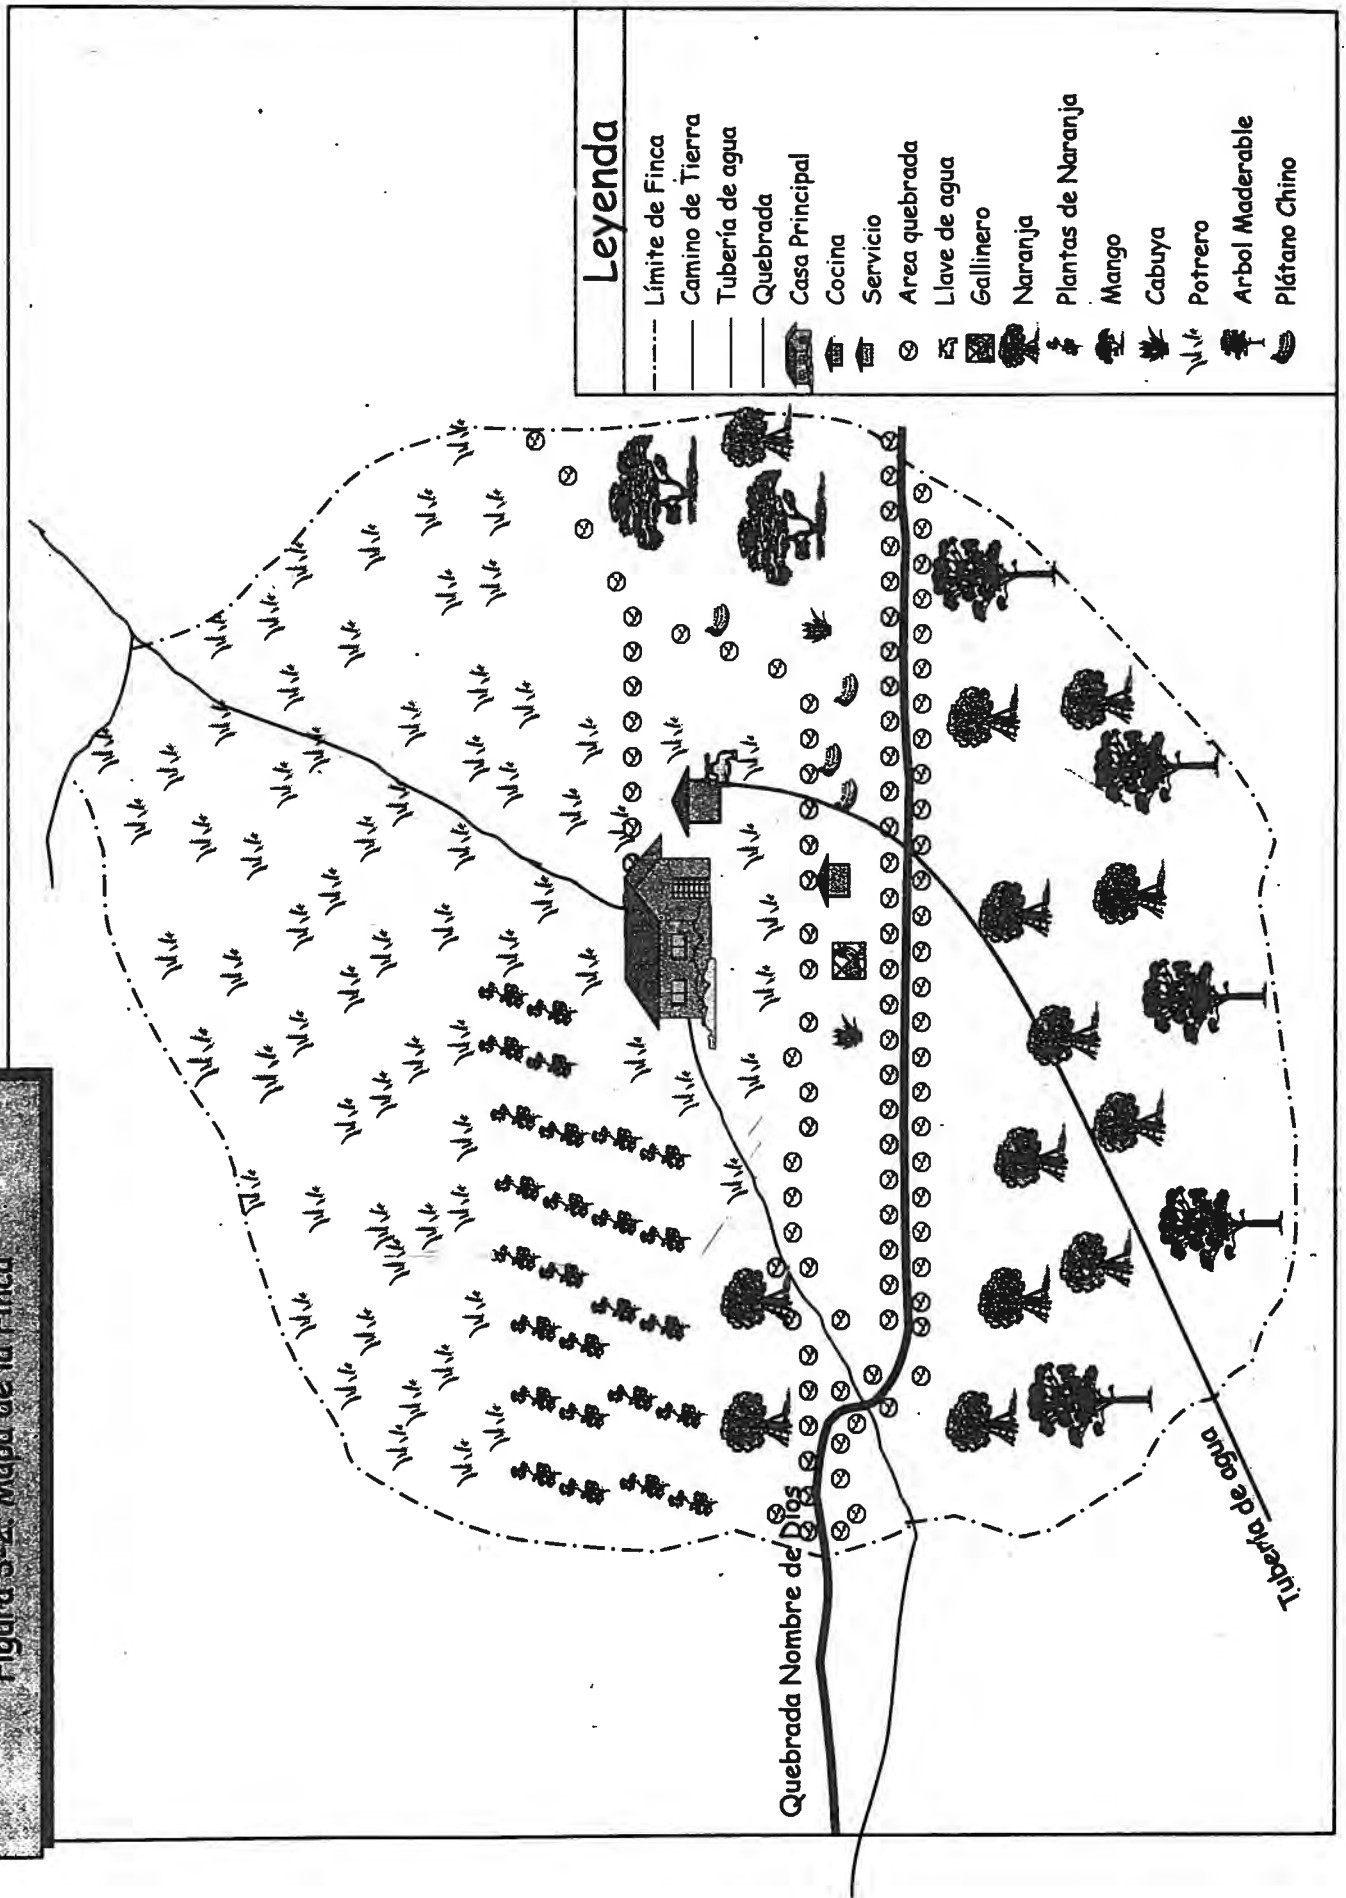 Figura 3-2. Mapa de la Finca
Leyenda
Límite de Finca
Camino de Tierra
Tubería de agua
Quebrada
Casa Principal
Cocina
Servicio
Area quebrada
Llave de agua
Gallinero
Naranja
Plantas de Naranja
Mango
Cabuya
Potrero
Arbol Maderable
Plátano Chino
Quebrada Nombre de Dios
Tubería de agua